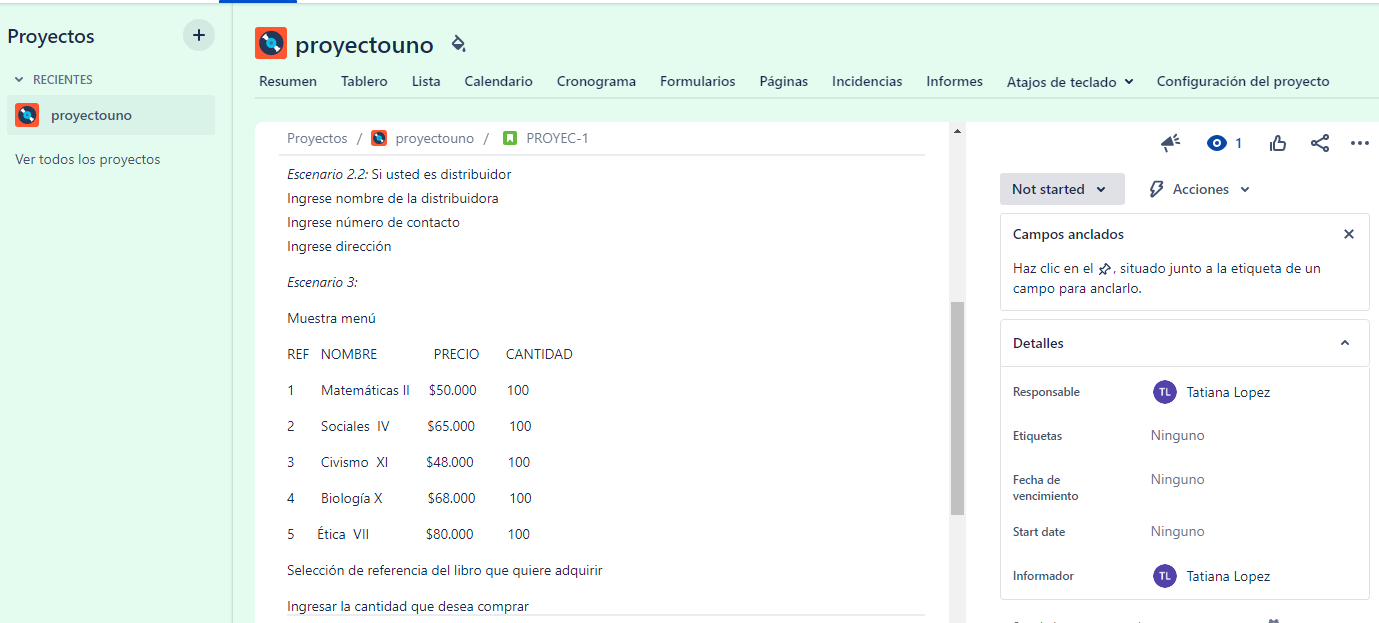 Proyectos
RECIENTES
proyectouno
Ver todos los proyectos
proyectouno
Resumen Tablero Lista Calendario Cronograma Formularios Páginas Incidencias Informes Atajos de teclado Configuración del proyecto
Proyectos / proyectouno / PROYEC-1
Escenario 2.2: Si usted es distribuidor
Ingrese nombre de la distribuidora
Ingrese número de contacto
Ingrese dirección
Escenario 3:
Muestra menú
REF NOMBRE PRECIO CANTIDAD
1 Matemáticas II $50.000 100
2 Sociales IV $65.000 100
3 Civismo XI $48.000 100
4 Biología X $68.000 100
5 Ética VII $80.000 100
Selección de referencia del libro que quiere adquirir
Ingresar la cantidad que desea comprar
1
Not started
Acciones
Campos anclados
Haz clic en el , situado junto a la etiqueta de un
campo para anclarlo.
Detalles
Responsable TL Tatiana Lopez
Etiquetas Ninguno
Fecha de
vencimiento Ninguno
Start date Ninguno
Informador TL Tatiana Lopez